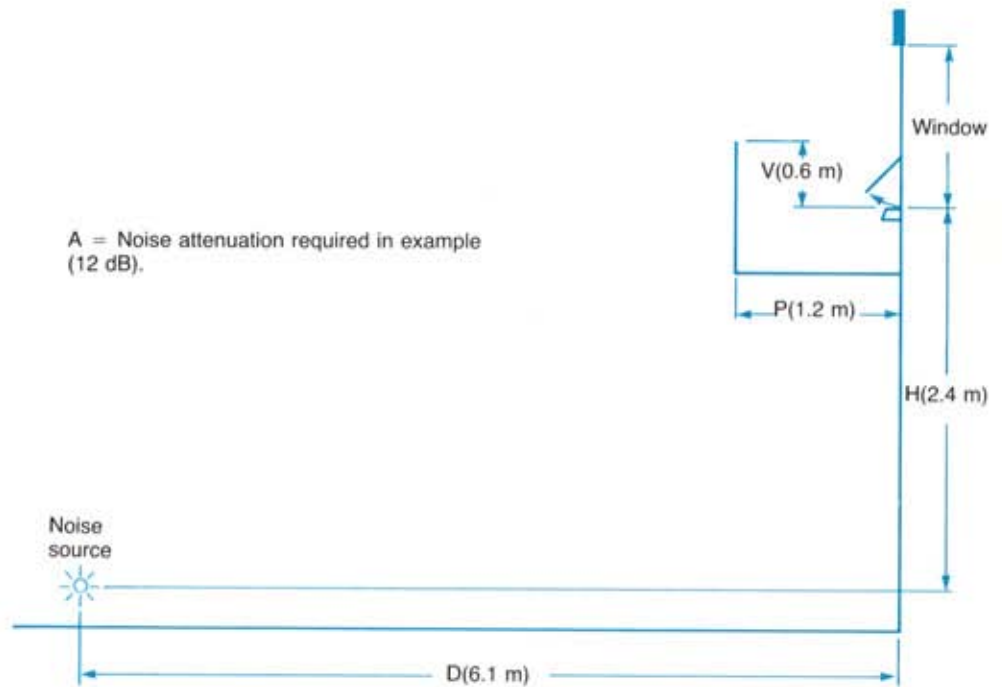 Window
V(0.6 m)
A = Noise attenuation required in example
(12 dB).
P(1.2 m)
H(2.4 m)
Noise
source
D(6.1 m)